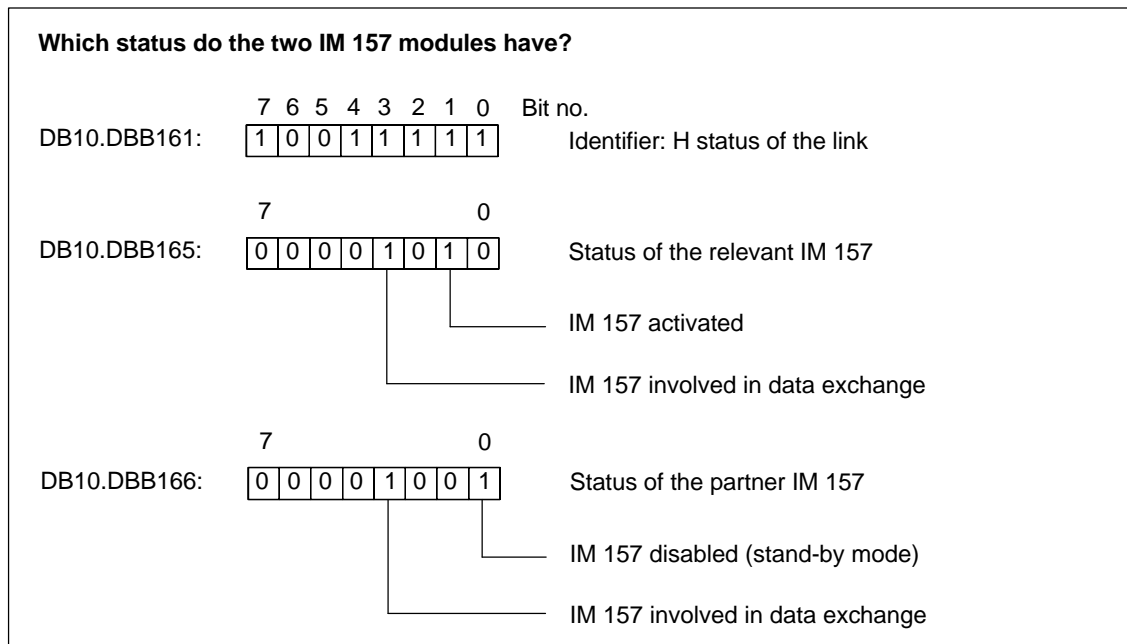 Which status do the two IM 157 modules have?
7 6 5 4 3 2 1 0 Bit no.
DB10.DBB161: 1 0 0 1 1 1 1 1 Identifier: H status of the link
7 0
DB10.DBB165: 0 0 0 0 1 0 1 0 Status of the relevant IM 157
IM 157 activated
IM 157 involved in data exchange
7 0
DB10.DBB166: 0 0 0 0 1 0 0 1 Status of the partner IM 157
IM 157 disabled (stand-by mode)
IM 157 involved in data exchange